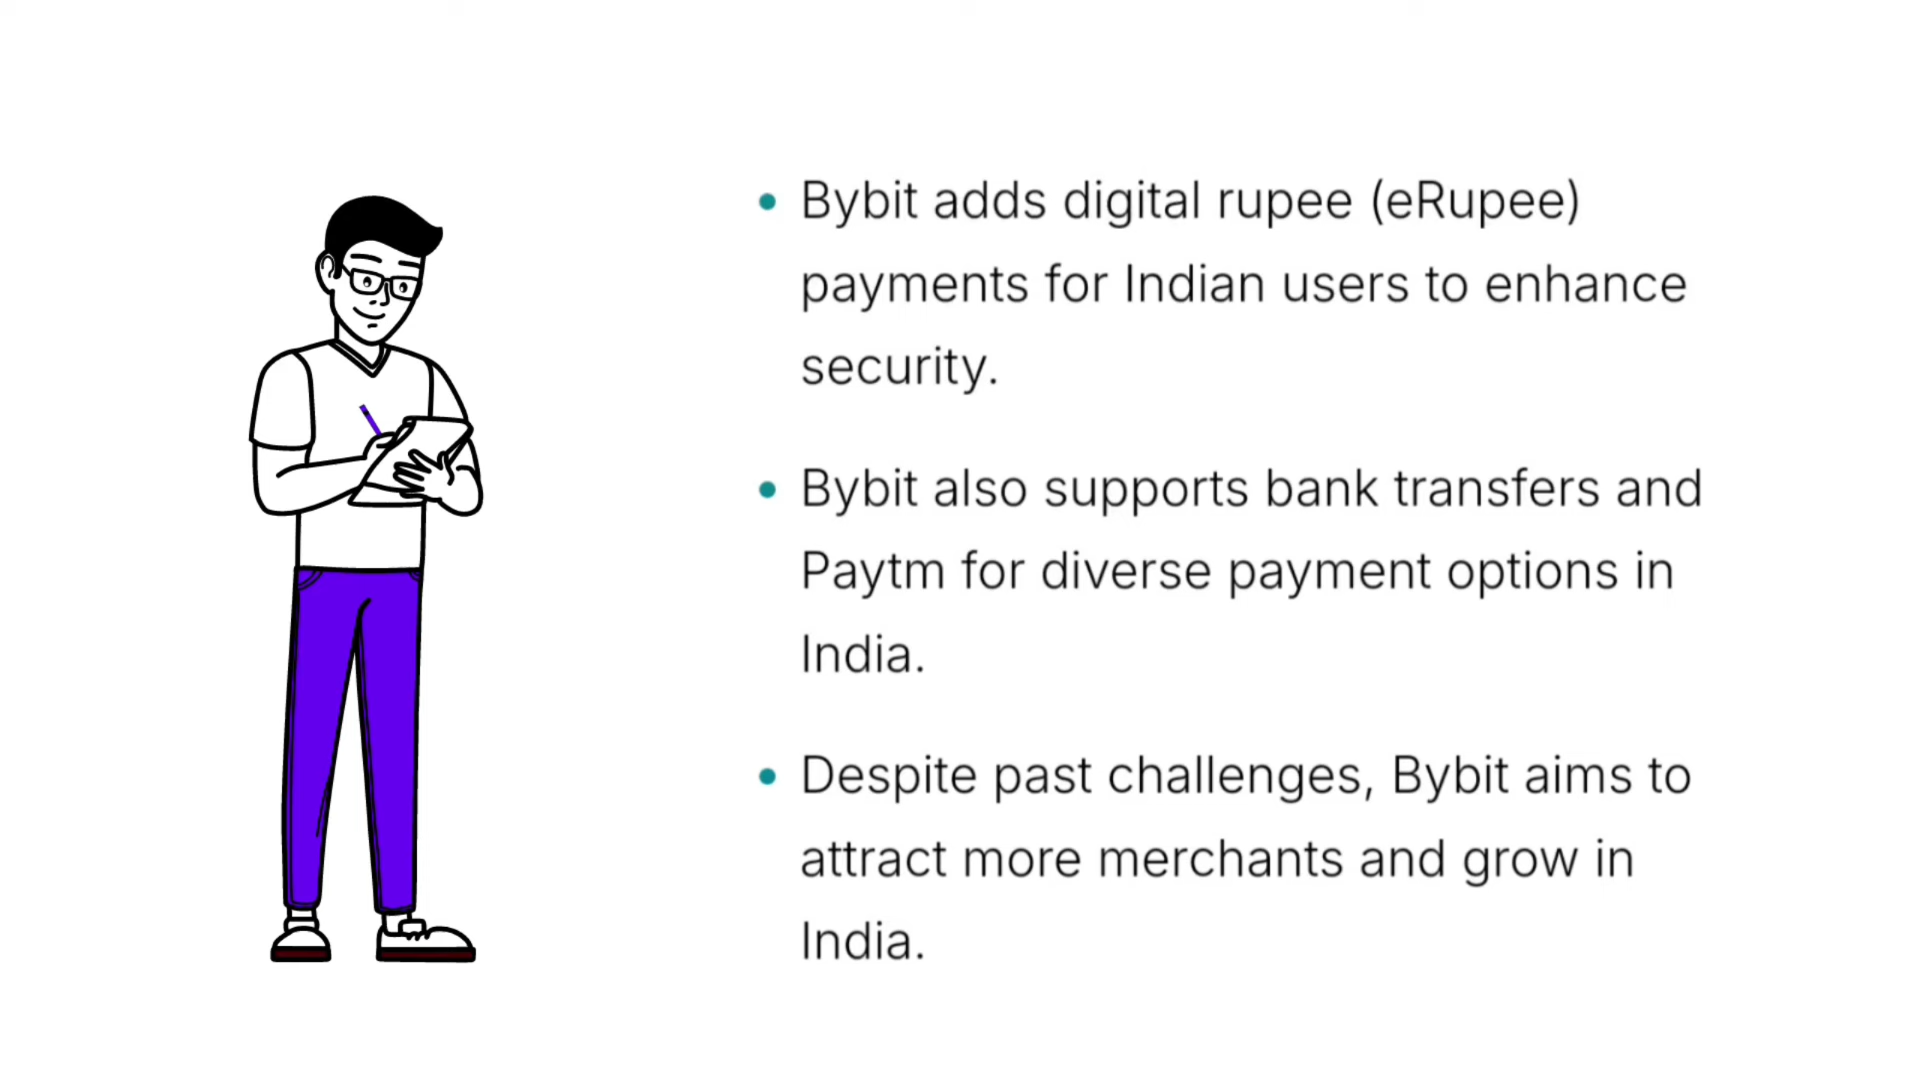 Bybit adds digital rupee (eRupee)
payments for Indian users to enhance
security.
Bybit also supports bank transfers and
Paytm for diverse payment options in
India.
Despite past challenges, Bybit aims to
attract more merchants and grow in
India.